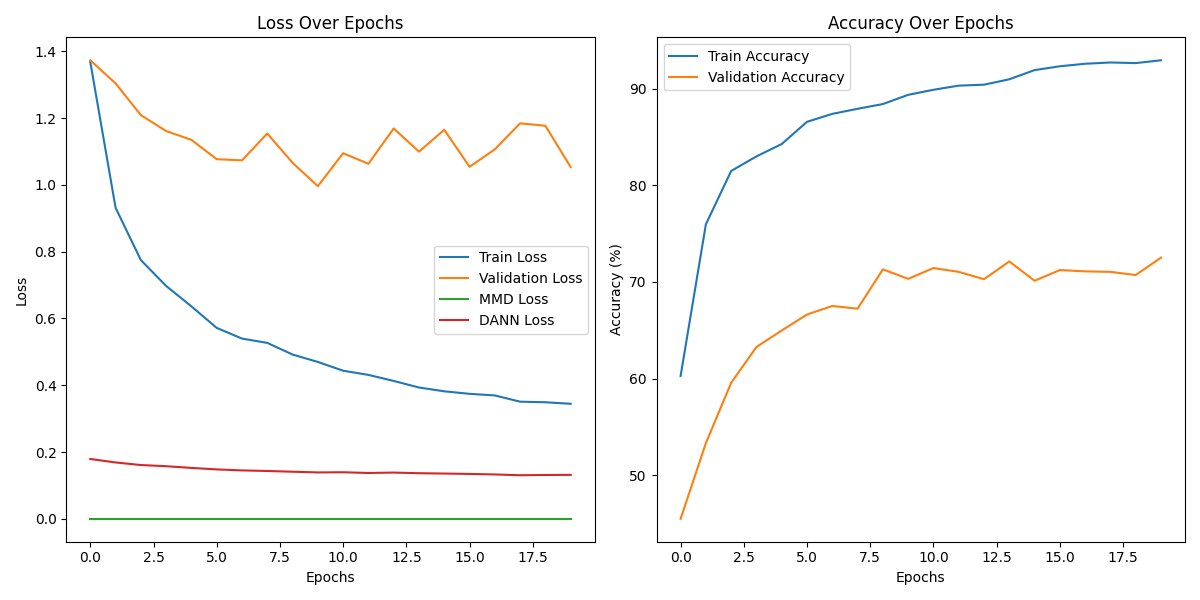 Loss Over Epochs
1.4
1.2
1.0
0.8
0.6
0.4
0.2
0.0
Loss
Train Loss
Validation Loss
MMD Loss
DANN Loss
0.0 2.5 5.0 7.5 10.0 12.5 15.0 17.5
Epochs
Accuracy Over Epochs
Train Accuracy
Validation Accuracy
90
80
70
60
50
Accuracy (%)
0.0 2.5 5.0 7.5 10.0 12.5 15.0 17.5
Epochs